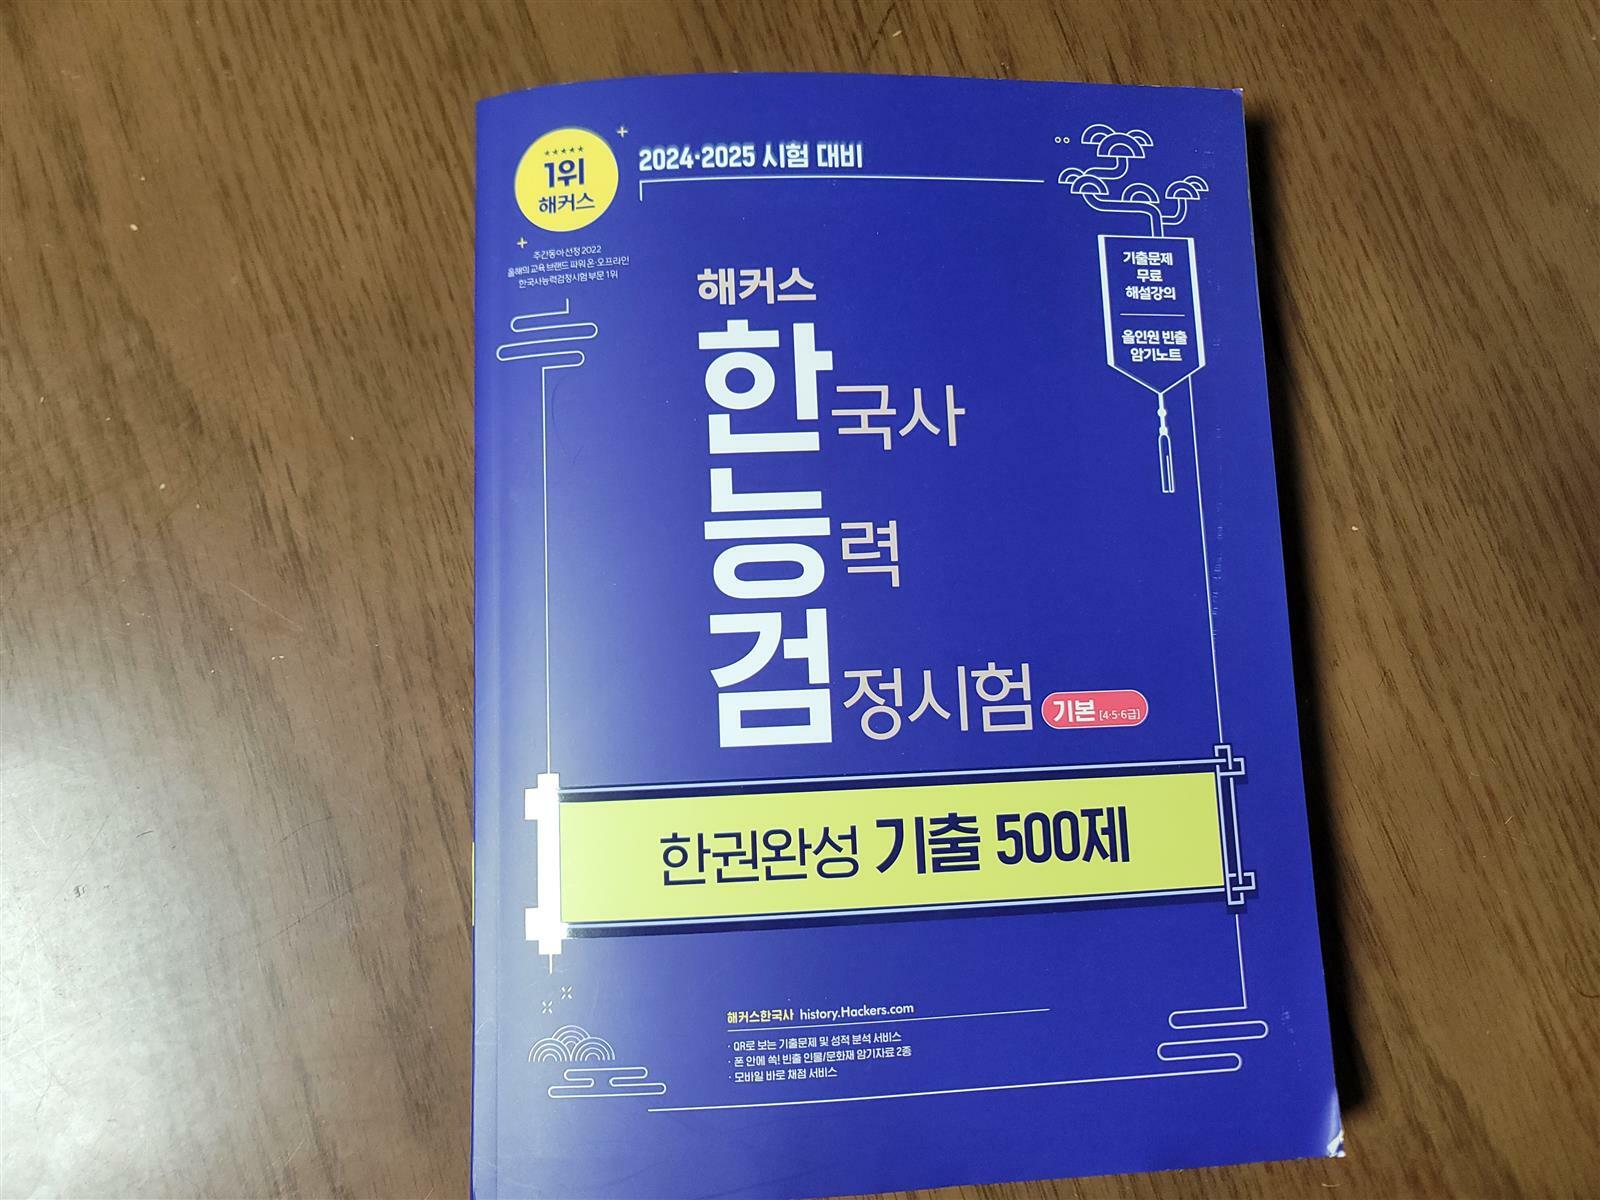 ★★★★★
1위
해커스
주간동아 선정 2022
올해의 교육 브랜드 파워 온·오프라인
한국사능력검정시험 부문 1위
2024·2025 시험 대비
기출문제
무료
해설강의
올인원 빈출
암기노트
해커스
한국사
능력
검정시험 기본 [4·5·6급]
한권완성 기출 500제
해커스한국사 history.Hackers.com
· QR로 보는 기출문제 및 성적 분석 서비스
· 폰 안에 쏙! 빈출 인물/문화재 암기자료 2종
· 모바일 바로 채점 서비스